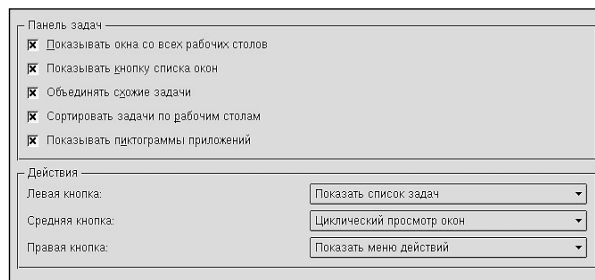 Панель задач
Показывать окна со всех рабочих столов
Показывать кнопку списка окон
Объединять схожие задачи
Сортировать задачи по рабочим столам
Показывать пиктограммы приложений
Действия
Левая кнопка: Показать список задач
Средняя кнопка: Циклический просмотр окон
Правая кнопка: Показать меню действий